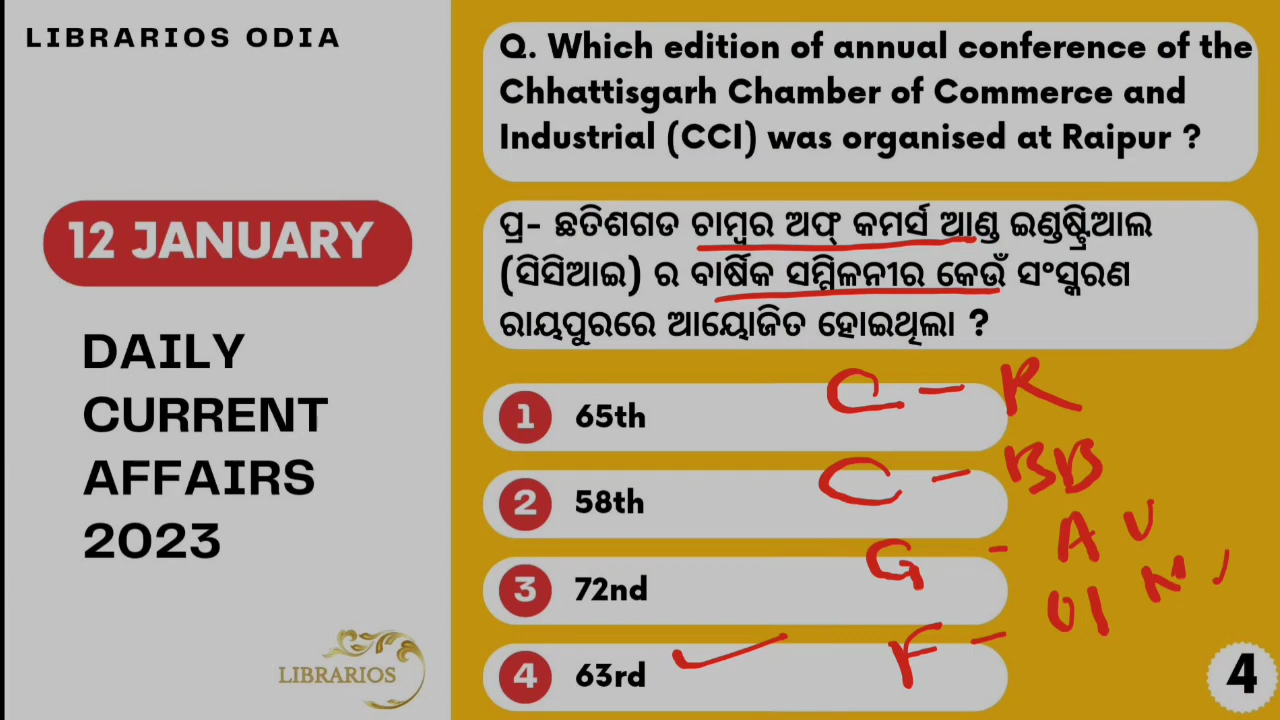 LIBRARIOS ODIA
12 JANUARY
DAILY
CURRENT
AFFAIRS
2023
LIBRARIOS
Q. Which edition of annual conference of the
Chhattisgarh Chamber of Commerce and
Industrial (CCI) was organised at Raipur ?
ପ୍ର- ଛତିଶଗଡ ଚାମ୍ବର ଅଫ୍ କମର୍ସ ଆଣ୍ଡ ଇଣ୍ଡଷ୍ଟ୍ରିଆଲ
(ସିସିଆଇ) ର ବାର୍ଷିକ ସମ୍ମିଳନୀର କେଉଁ ସଂସ୍କରଣ
ରାୟପୁରରେ ଆୟୋଜିତ ହୋଇଥିଲା ?
1 65th
2 58th
3 72nd
4 63rd
C - R
C - BB
G - A U
F -
4